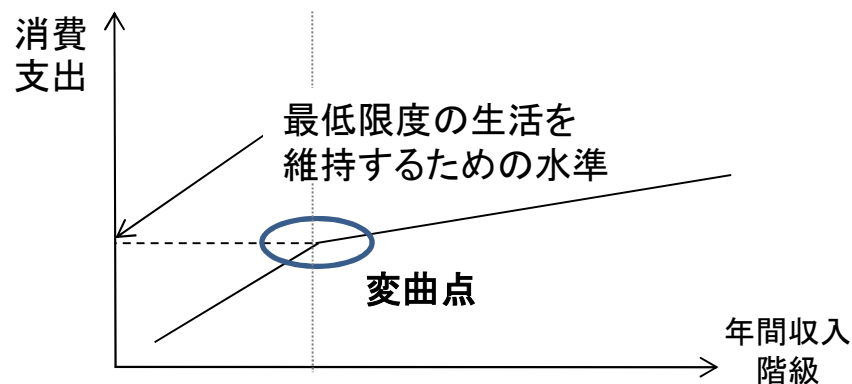 消費
支出
最低限度の生活を
維持するための水準
変曲点
年間収入
階級